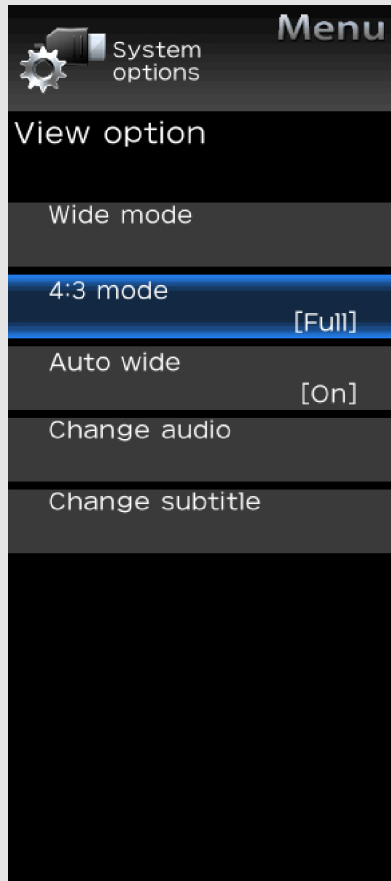 Menu
System
options
View option
Wide mode
4:3 mode
[Full]
Auto wide
[On]
Change audio
Change subtitle